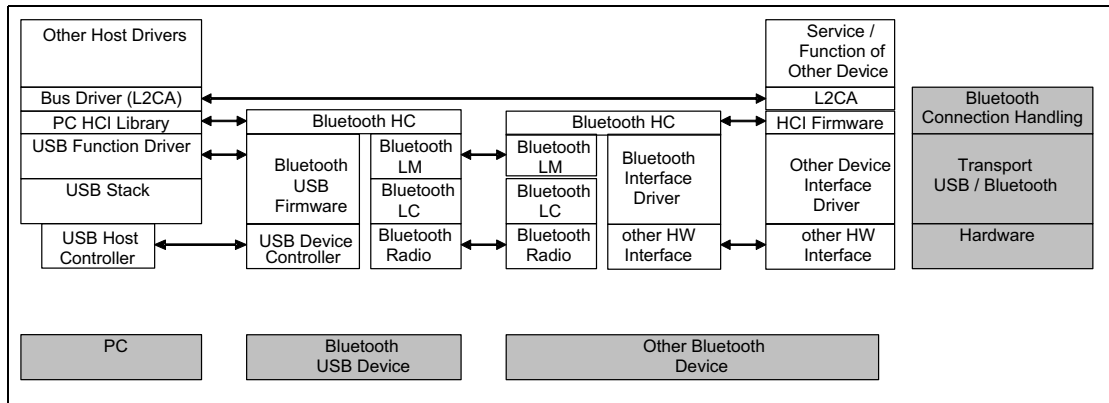 Other Host Drivers
Bus Driver (L2CA)
PC HCI Library
USB Function Driver
USB Stack
USB Host
Controller
Bluetooth HC
Bluetooth
USB
Firmware
USB Device
Controller
Bluetooth
LM
Bluetooth
LC
Bluetooth
Radio
Bluetooth HC
Bluetooth
LM
Bluetooth
LC
Bluetooth
Radio
Bluetooth
Interface
Driver
other HW
Interface
Service /
Function of
Other Device
L2CA
HCI Firmware
Other Device
Interface
Driver
other HW
Interface
Bluetooth
Connection Handling
Transport
USB / Bluetooth
Hardware
PC
Bluetooth
USB Device
Other Bluetooth
Device